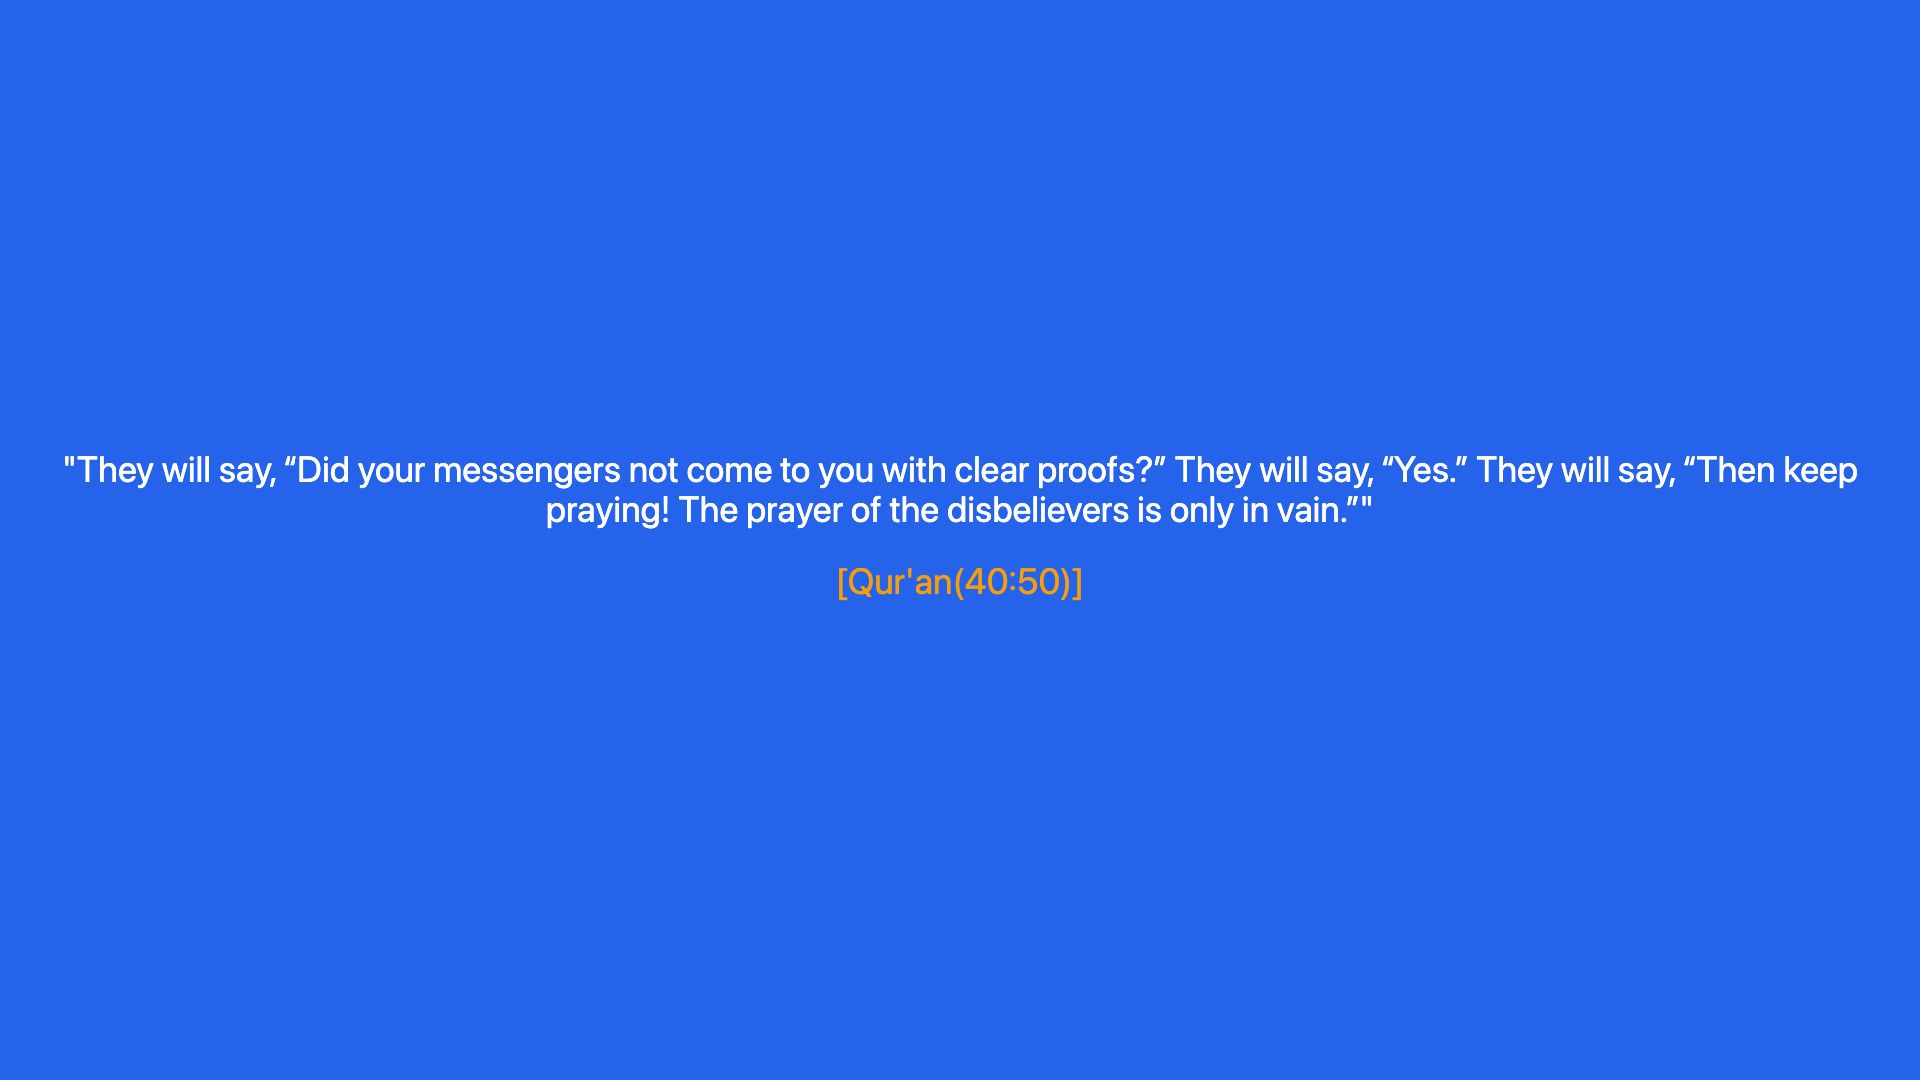 "They will say, “Did your messengers not come to you with clear proofs?” They will say, “Yes.” They will say, “Then keep
praying! The prayer of the disbelievers is only in vain.”"
[Qur'an(40:50)]